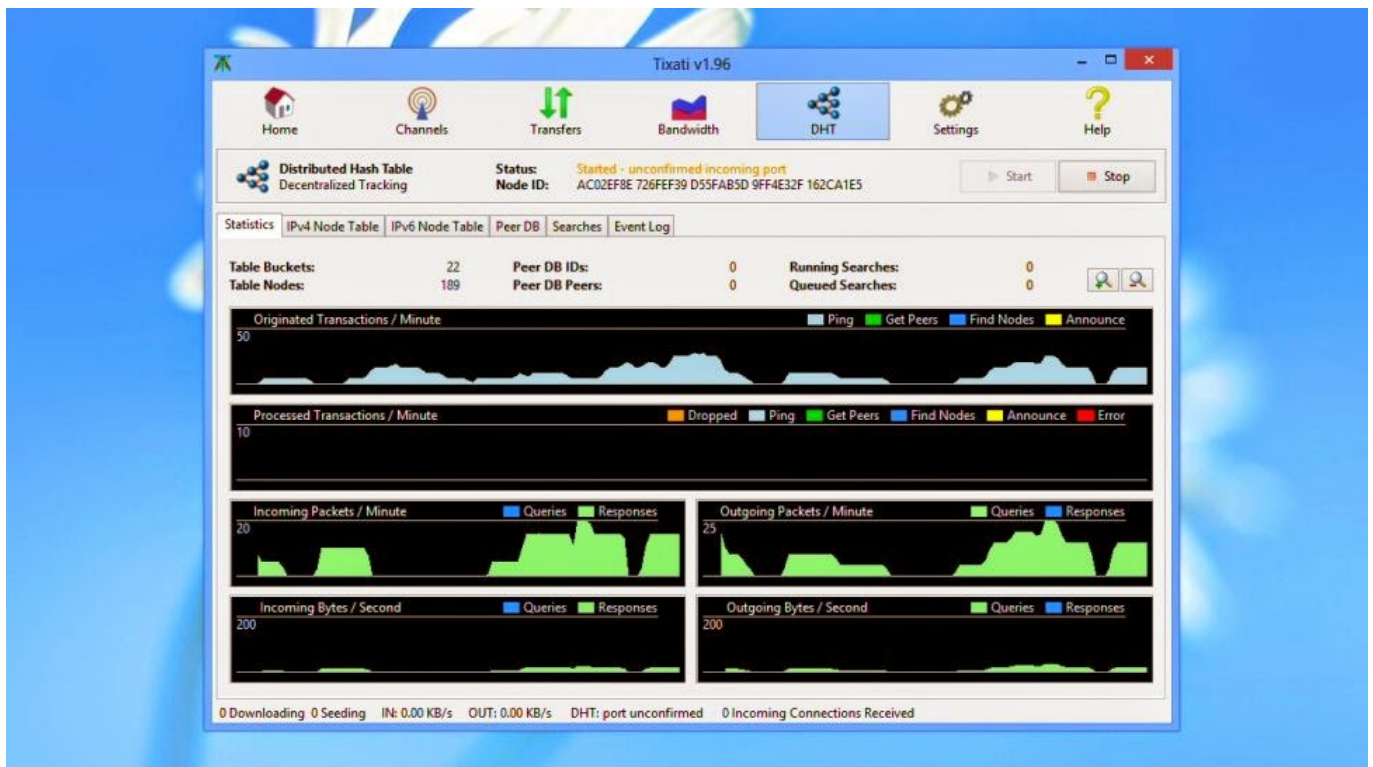 Tixati v1.96
Home Channels Transfers Bandwidth DHT Settings Help
Distributed Hash Table Status: Started - unconfirmed incoming port
Decentralized Tracking Node ID: AC02EF8E 726FEF39 D55FAB5D 9FF4E32F 162CA1E5
Start Stop
Statistics IPv4 Node Table IPv6 Node Table Peer DB Searches Event Log
Table Buckets: 22 Peer DB IDs: 0 Running Searches: 0
Table Nodes: 189 Peer DB Peers: 0 Queued Searches: 0
Originated Transactions / Minute Ping Get Peers Find Nodes Announce
50
Processed Transactions / Minute Dropped Ping Get Peers Find Nodes Announce Error
10
Incoming Packets / Minute Queries Responses
20
Outgoing Packets / Minute Queries Responses
25
Incoming Bytes / Second Queries Responses
200
Outgoing Bytes / Second Queries Responses
200
0 Downloading 0 Seeding IN: 0.00 KB/s OUT: 0.00 KB/s DHT: port unconfirmed 0 Incoming Connections Received